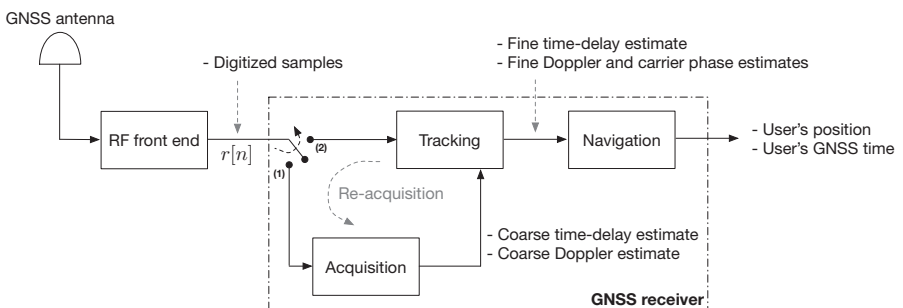 GNSS antenna
- Digitized samples
- Fine time-delay estimate
- Fine Doppler and carrier phase estimates
RF front end
r[n]
(2)
(1)
Tracking
Navigation
- User's position
- User's GNSS time
Re-acquisition
Acquisition
- Coarse time-delay estimate
- Coarse Doppler estimate
GNSS receiver